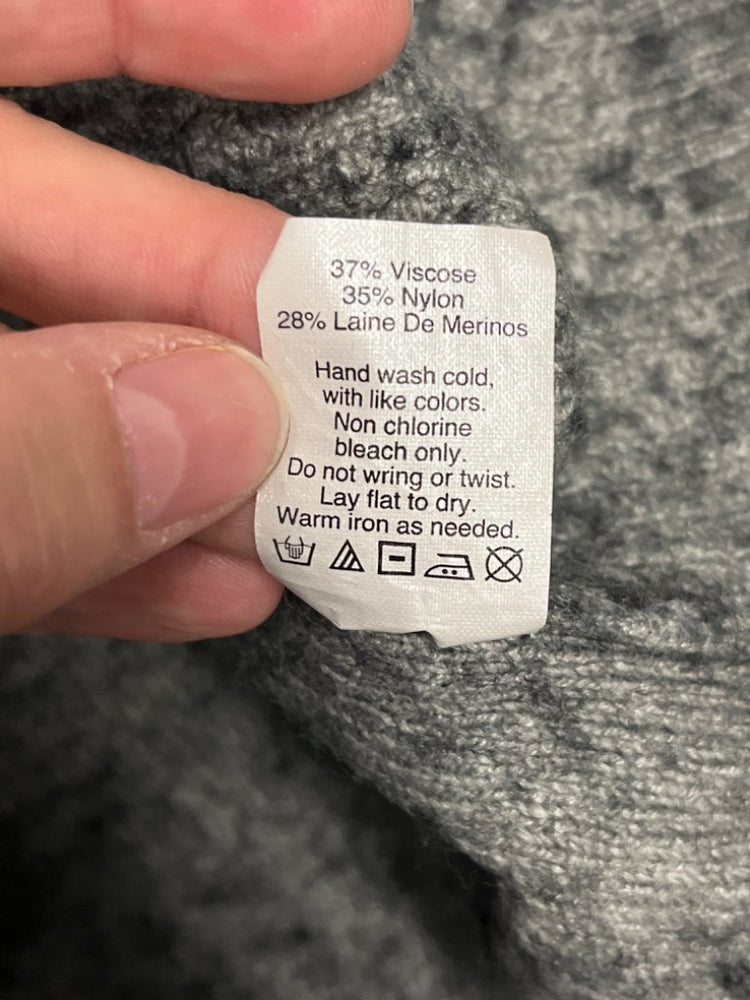 37% Viscose
35% Nylon
28% Laine De Merinos
Hand wash cold,
with like colors.
Non chlorine
bleach only.
Do not wring or twist.
Lay flat to dry.
Warm iron as needed.